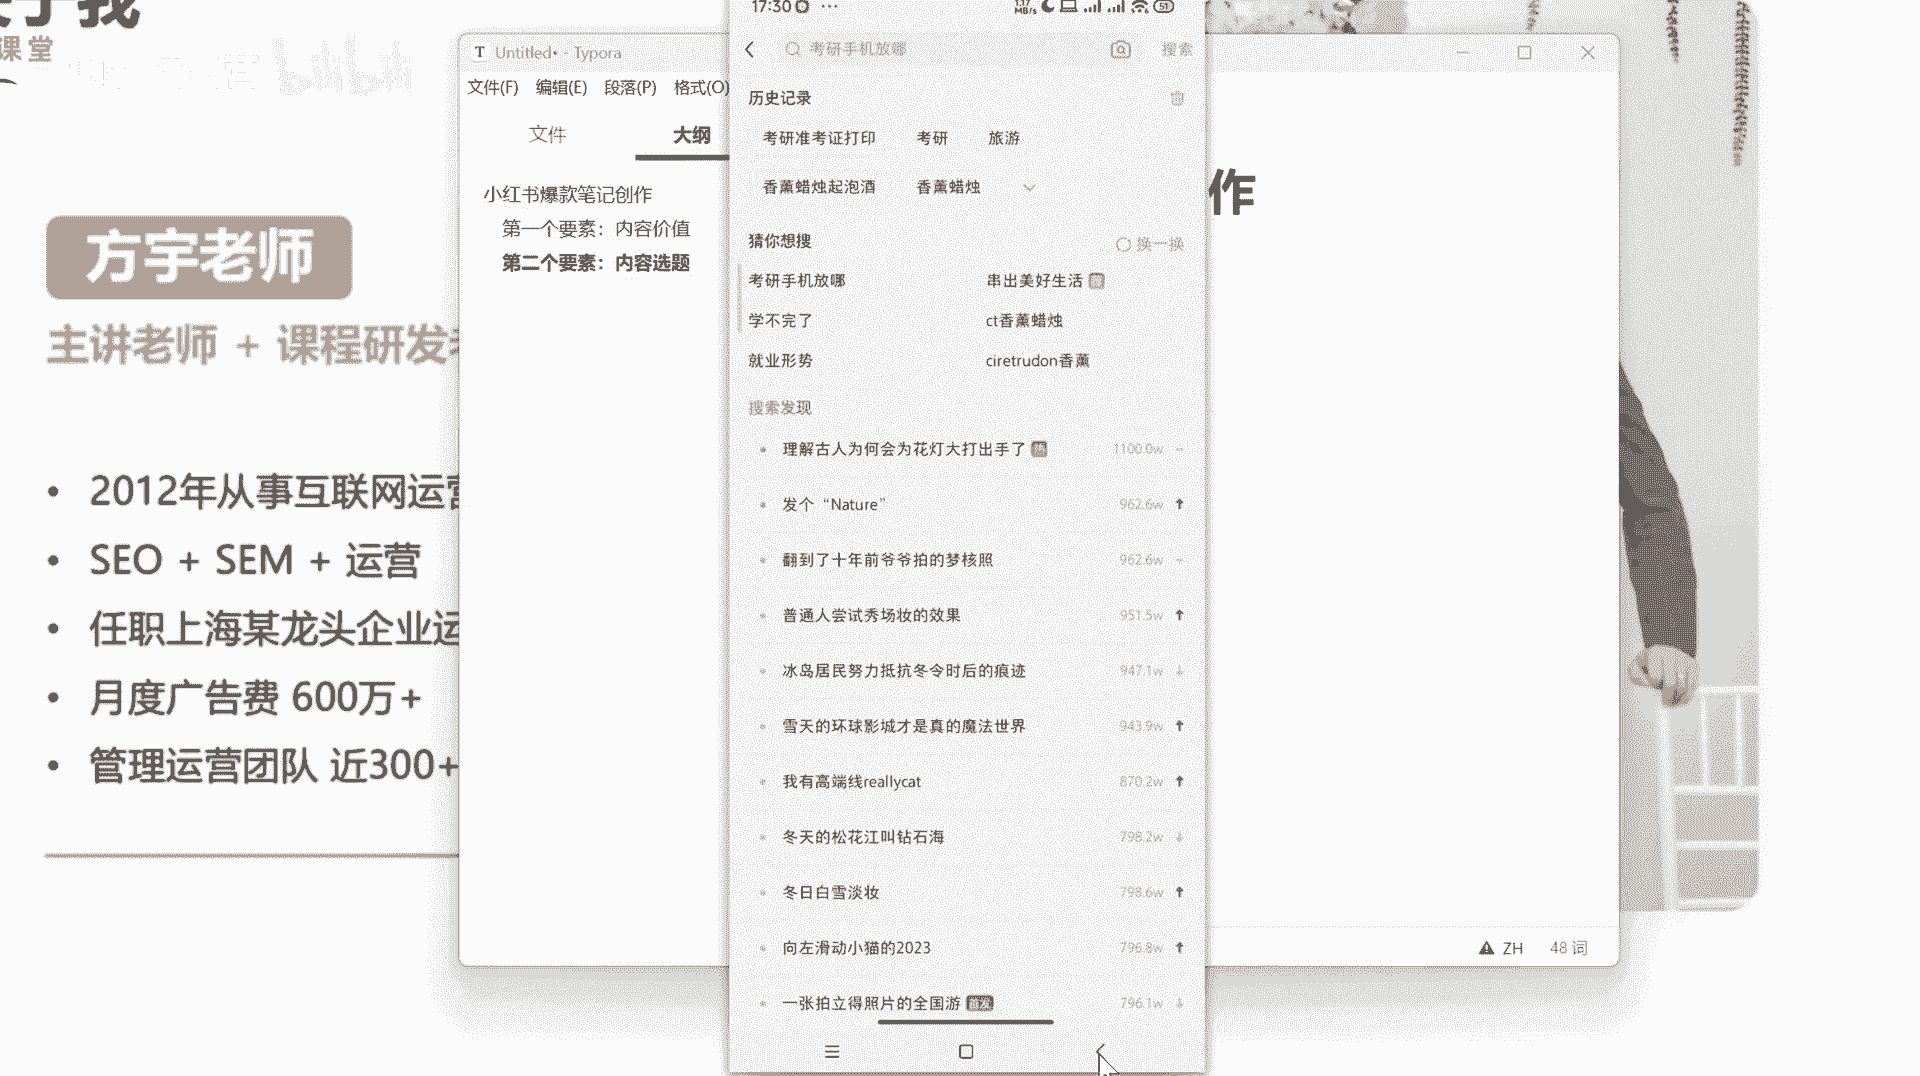 关于我
课堂
bilibili
方宇老师
主讲老师 + 课程研发
2012年从事互联网运营
SEO + SEM + 运营
任职上海某龙头企业运
月度广告费 600万+
管理运营团队 近300+
Untitled• - Typora
文件(F) 编辑(E) 段落(P) 格式(O)
文件 大纲
小红书爆款笔记创作
第一个要素：内容价值
第二个要素：内容选题
作
ZH 48 词
17:30 ···
1.17 MB/s 51
考研手机放哪 搜索
历史记录
考研准考证打印 考研 旅游
香薰蜡烛起泡酒 香薰蜡烛
猜你想搜 换一换
考研手机放哪 串出美好生活
学不完了 ct香薰蜡烛
就业形势 ciretrudon香薰
搜索发现
理解古人为何会为花灯大打出手了 热 1100.0w
发个“Nature” 962.6w
翻到了十年前爷爷拍的梦核照 962.6w
普通人尝试秀场妆的效果 951.5w
冰岛居民努力抵抗冬令时后的痕迹 947.1w
雪天的环球影城才是真的魔法世界 943.9w
我有高端线reallycat 870.2w
冬天的松花江叫钻石海 798.2w
冬日白雪淡妆 798.6w
向左滑动小猫的2023 796.8w
一张拍立得照片的全国游 首发 796.1w